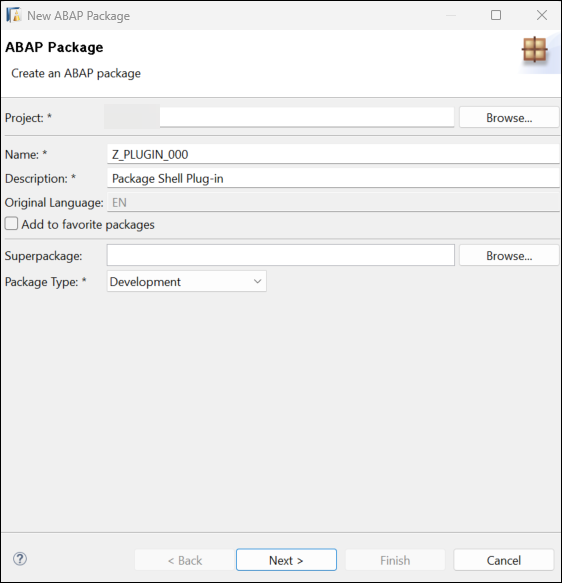 New ABAP Package
ABAP Package
Create an ABAP package
Project: *
Browse...
Name: * Z_PLUGIN_000
Description: * Package Shell Plug-in
Original Language: EN
Add to favorite packages
Superpackage:
Browse...
Package Type: * Development
? < Back Next > Finish Cancel